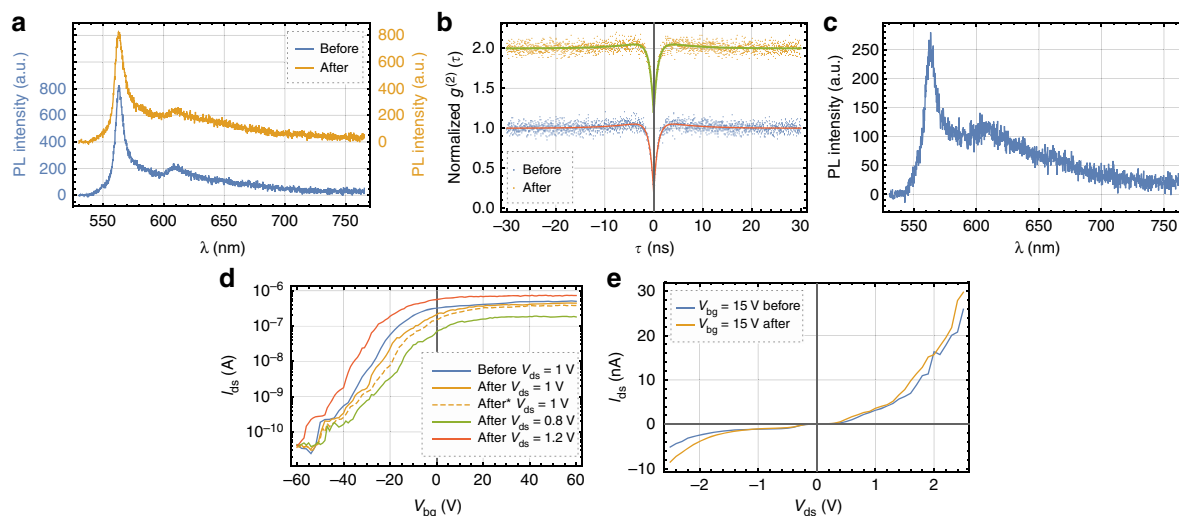 a
PL intensity (a.u.)
800
600
400
200
0
Before
After
800
600
400
200
0
PL intensity (a.u.)
550 600 650 700 750
λ (nm)
b
Normalized g(2) (τ)
2.0
1.5
1.0
0.5
0.0
Before
After
−30 −20 −10 0 10 20 30
τ (ns)
c
PL intensity (a.u.)
250
200
150
100
50
0
550 600 650 700 750
λ (nm)
d
Ids (A)
10−6
10−7
10−8
10−9
10−10
Before Vds = 1 V
After Vds = 1 V
After* Vds = 1 V
After Vds = 0.8 V
After Vds = 1.2 V
−60 −40 −20 0 20 40 60
Vbg (V)
e
Ids (nA)
30
20
10
0
−10
Vbg = 15 V before
Vbg = 15 V after
−2 −1 0 1 2
Vds (V)